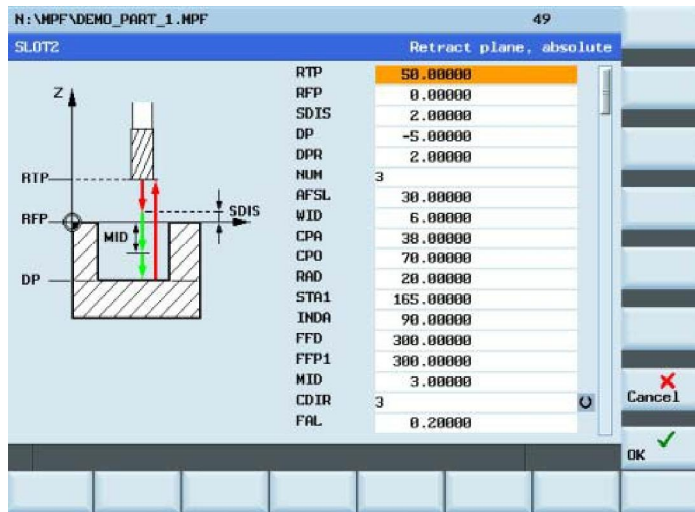 N:\MPF\DEMO_PART_1.MPF 49
SLOT2 Retract plane, absolute
RTP 50.00000
RFP 0.00000
SDIS 2.00000
DP -5.00000
DPR 2.00000
NUM 3
AFSL 30.00000
WID 6.00000
CPA 38.00000
CPO 70.00000
RAD 20.00000
STA1 165.00000
INDA 90.00000
FFD 300.00000
FFP1 300.00000
MID 3.00000
CDIR 3
FAL 0.20000
Z
RTP
SDIS
RFP
MID
DP
Cancel
OK